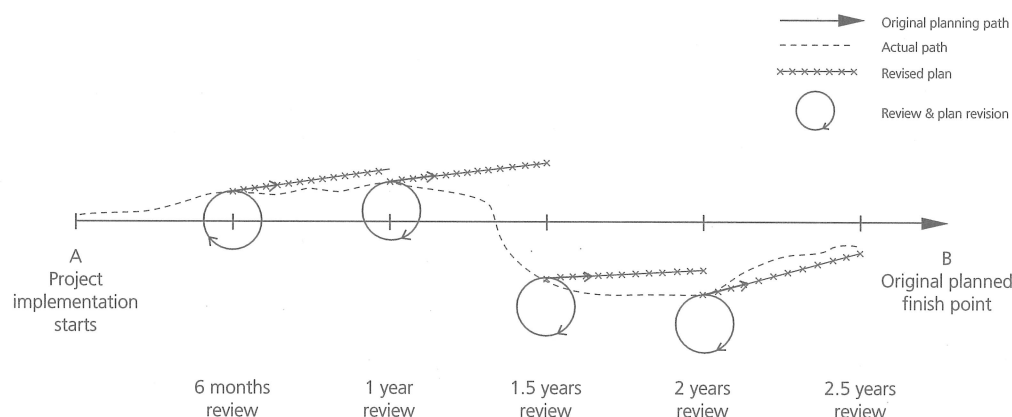 Original planning path
Actual path
Revised plan
Review & plan revision
A
Project
implementation
starts
B
Original planned
finish point
6 months
review
1 year
review
1.5 years
review
2 years
review
2.5 years
review